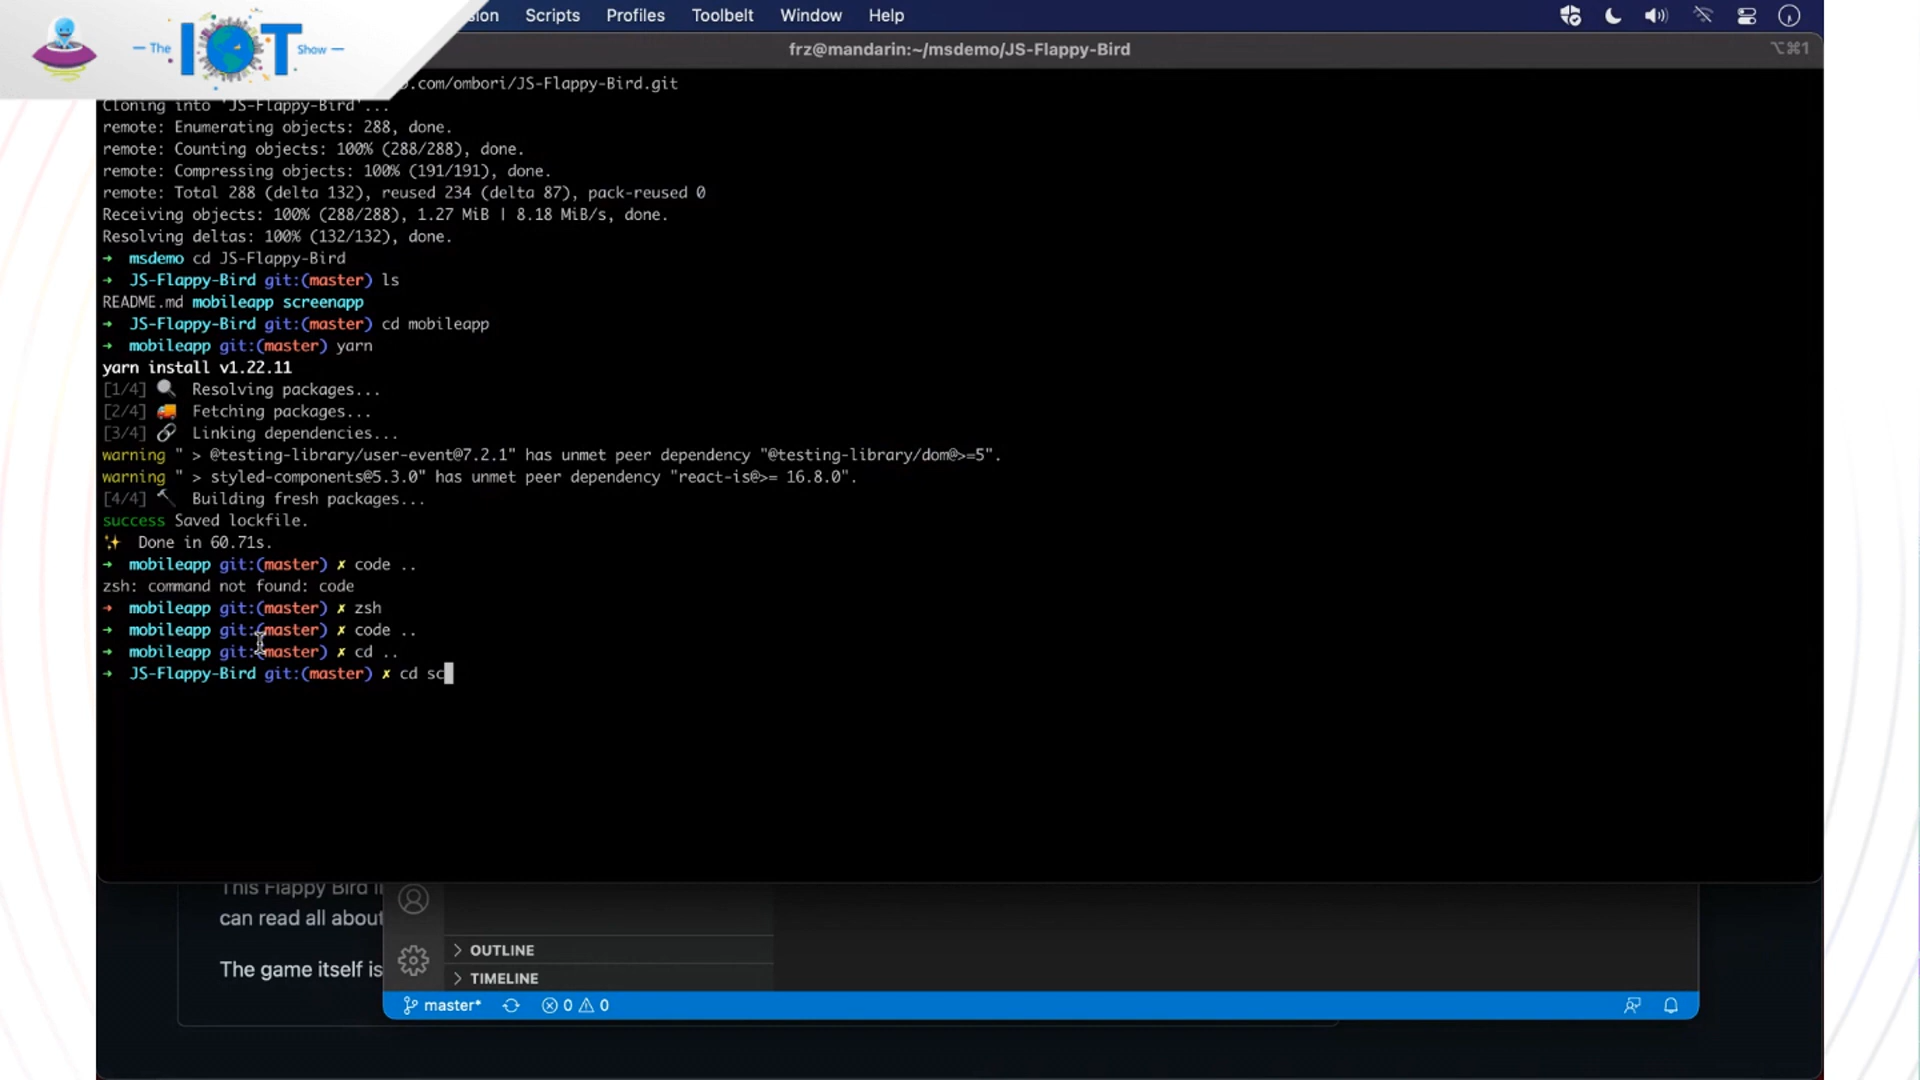 The IOT Show
sion Scripts Profiles Toolbelt Window Help
frz@mandarin:~/msdemo/JS-Flappy-Bird
⌥⌘1
.com/ombori/JS-Flappy-Bird.git
Cloning into 'JS-Flappy-Bird'...
remote: Enumerating objects: 288, done.
remote: Counting objects: 100% (288/288), done.
remote: Compressing objects: 100% (191/191), done.
remote: Total 288 (delta 132), reused 234 (delta 87), pack-reused 0
Receiving objects: 100% (288/288), 1.27 MiB | 8.18 MiB/s, done.
Resolving deltas: 100% (132/132), done.
➜ msdemo cd JS-Flappy-Bird
➜ JS-Flappy-Bird git:(master) ls
README.md mobileapp screenapp
➜ JS-Flappy-Bird git:(master) cd mobileapp
➜ mobileapp git:(master) yarn
yarn install v1.22.11
[1/4] 🔍 Resolving packages...
[2/4] 🚚 Fetching packages...
[3/4] 🔗 Linking dependencies...
warning " > @testing-library/user-event@7.2.1" has unmet peer dependency "@testing-library/dom@>=5".
warning " > styled-components@5.3.0" has unmet peer dependency "react-is@>= 16.8.0".
[4/4] 🔨 Building fresh packages...
success Saved lockfile.
✨ Done in 60.71s.
➜ mobileapp git:(master) ✗ code ..
zsh: command not found: code
➜ mobileapp git:(master) ✗ zsh
➜ mobileapp git:(master) ✗ code ..
➜ mobileapp git:(master) ✗ cd ..
➜ JS-Flappy-Bird git:(master) ✗ cd sc
This Flappy Bird
can read all about
The game itself is
OUTLINE
TIMELINE
master* 0 0